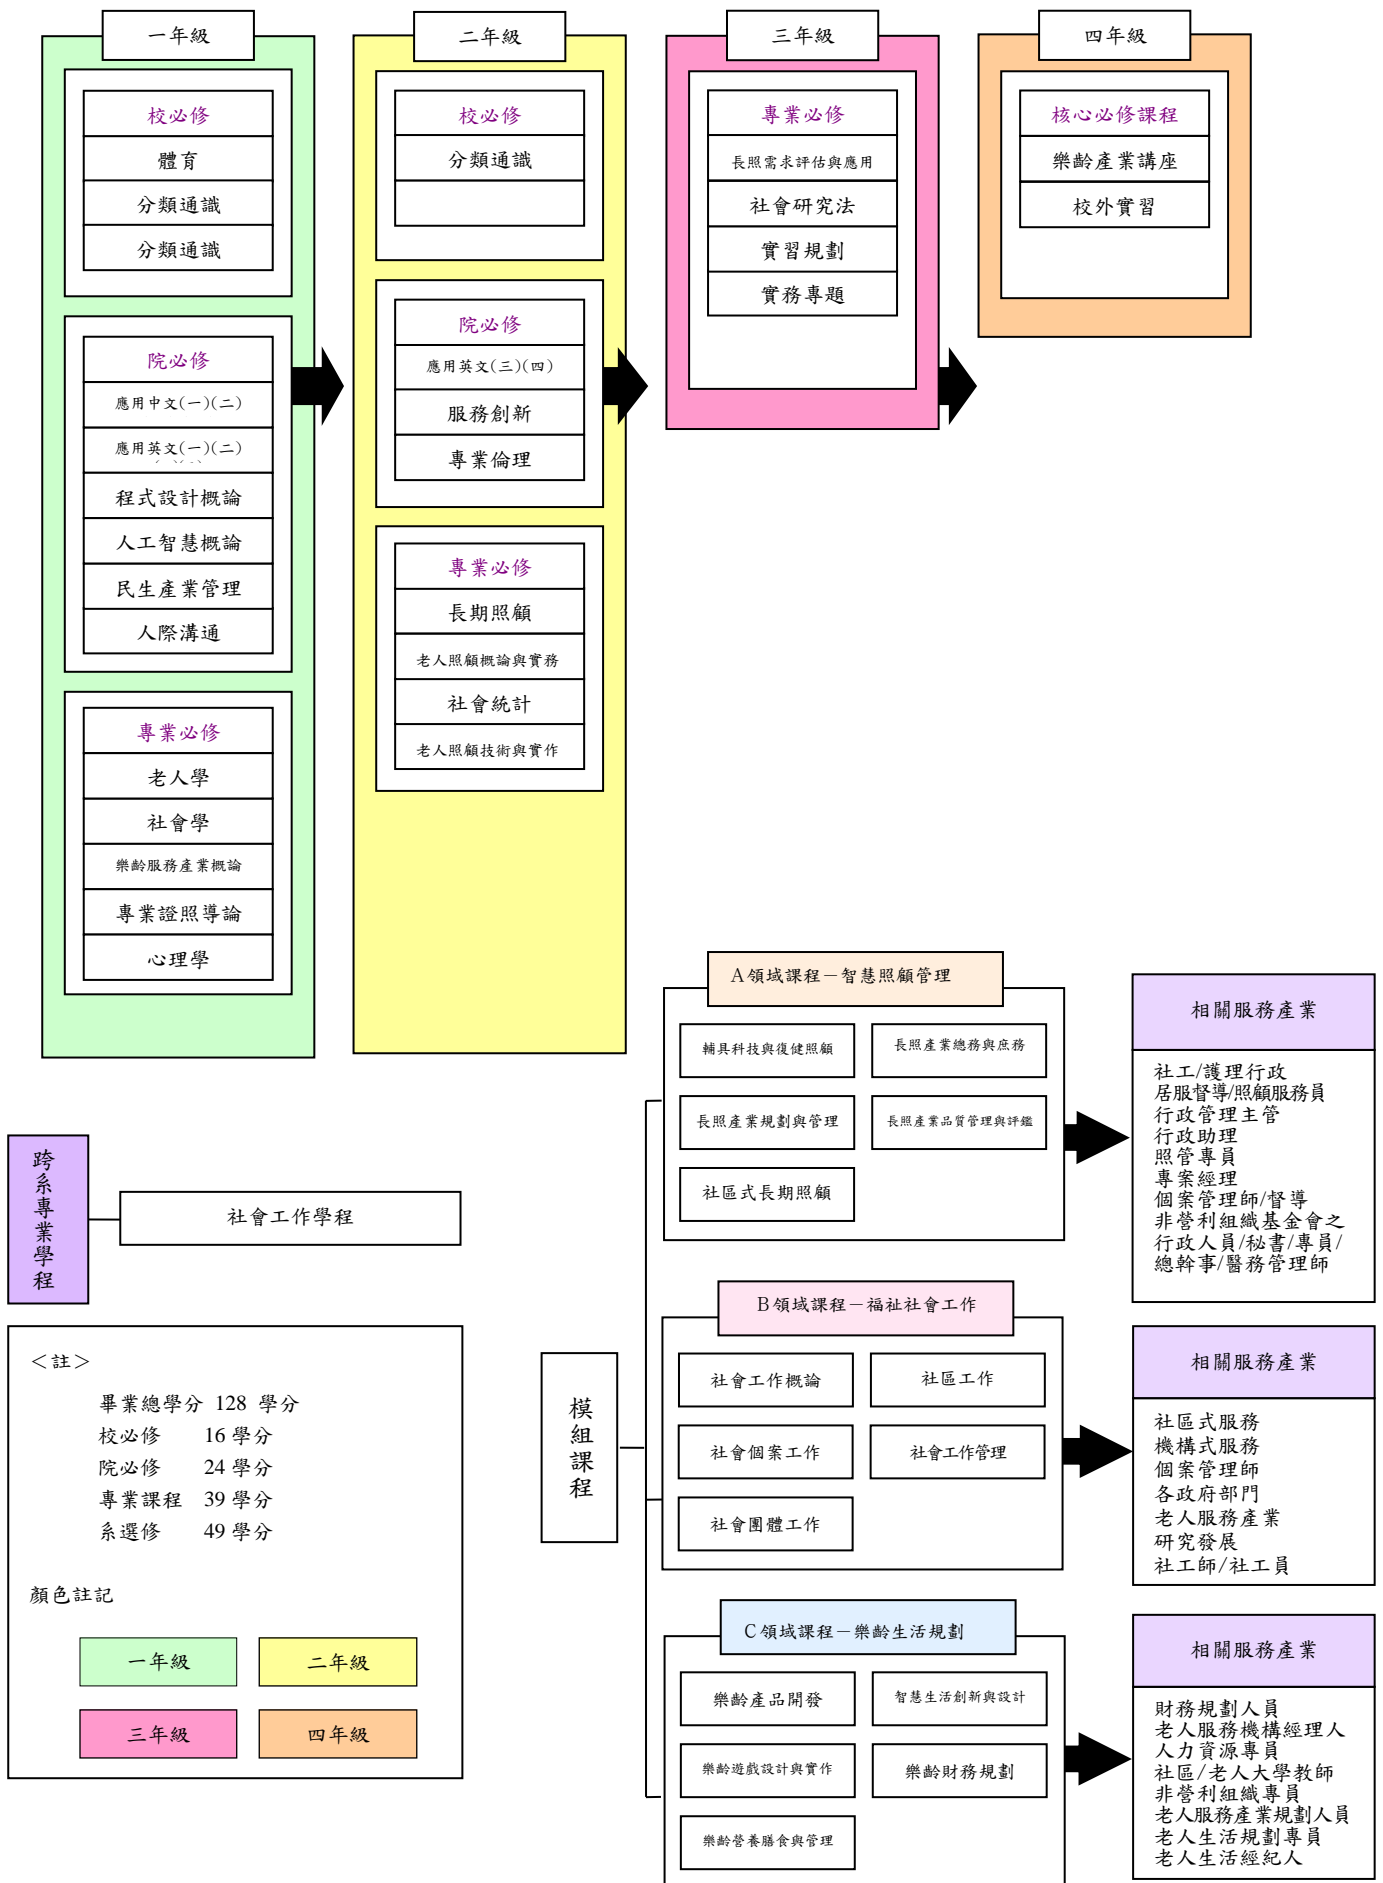 一年級
校必修
體育
分類通識
分類通識
院必修
應用中文(一)(二)
應用英文(一)(二)
程式設計概論
人工智慧概論
民生產業管理
人際溝通
專業必修
老人學
社會學
樂齡服務產業概論
專業證照導論
心理學
二年級
校必修
分類通識
院必修
應用英文(三)(四)
服務創新
專業倫理
專業必修
長期照顧
老人照顧概論與實務
社會統計
老人照顧技術與實作
三年級
專業必修
長照需求評估與應用
社會研究法
實習規劃
實務專題
四年級
核心必修課程
樂齡產業講座
校外實習
跨系專業學程
社會工作學程
＜註＞
畢業總學分 128 學分
校必修 16 學分
院必修 24 學分
專業課程 39 學分
系選修 49 學分
顏色註記
一年級
二年級
三年級
四年級
模組課程
A領域課程－智慧照顧管理
輔具科技與復健照顧
長照產業總務與庶務
長照產業規劃與管理
長照產業品質管理與評鑑
社區式長期照顧
相關服務產業
社工/護理行政
居服督導/照顧服務員
行政管理主管
行政助理
照管專員
專案經理
個案管理師/督導
非營利組織基金會之
行政人員/秘書/專員/
總幹事/醫務管理師
B領域課程－福祉社會工作
社會工作概論
社區工作
社會個案工作
社會工作管理
社會團體工作
相關服務產業
社區式服務
機構式服務
個案管理師
各政府部門
老人服務產業
研究發展
社工師/社工員
C領域課程－樂齡生活規劃
樂齡產品開發
智慧生活創新與設計
樂齡遊戲設計與實作
樂齡財務規劃
樂齡營養膳食與管理
相關服務產業
財務規劃人員
老人服務機構經理人
人力資源專員
社區/老人大學教師
非營利組織專員
老人服務產業規劃人員
老人生活規劃專員
老人生活經紀人